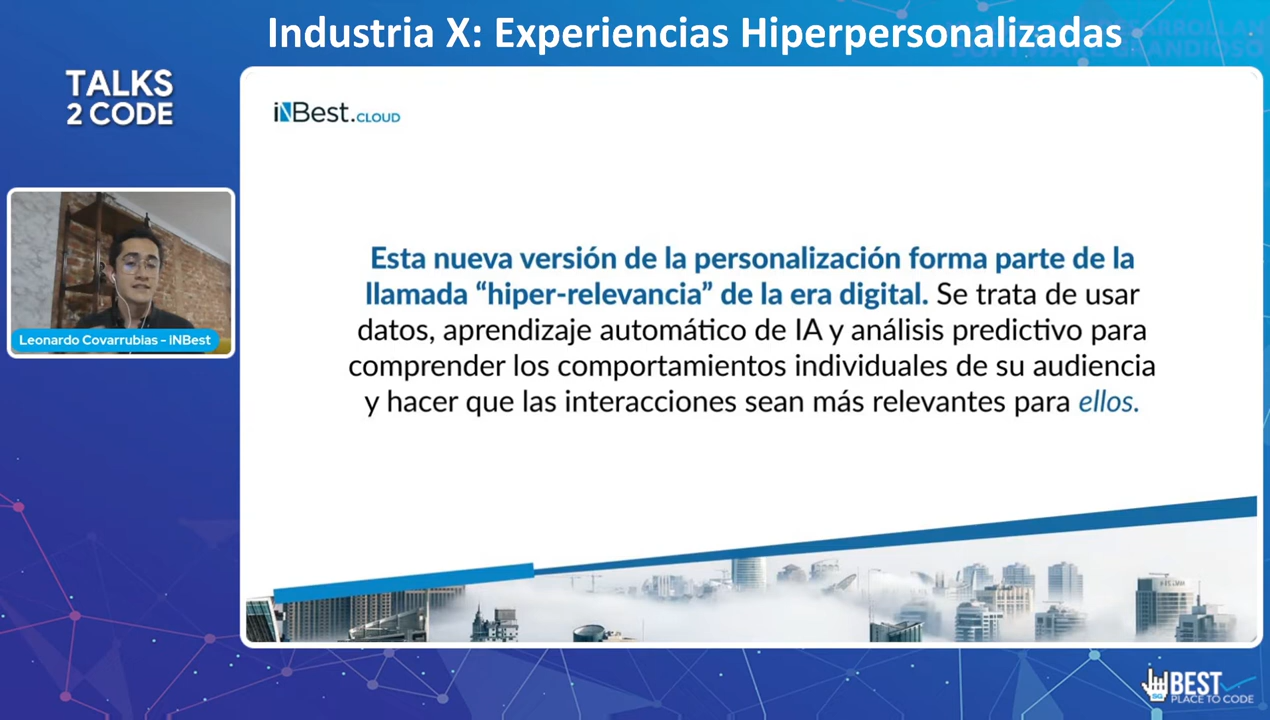 Industria X: Experiencias Hiperpersonalizadas
TALKS
2 CODE
iNBest.CLOUD
Leonardo Covarrubias - INBest
Esta nueva versión de la personalización forma parte de la
llamada “hiper-relevancia” de la era digital. Se trata de usar
datos, aprendizaje automático de IA y análisis predictivo para
comprender los comportamientos individuales de su audiencia
y hacer que las interacciones sean más relevantes para ellos.
SG
BEST
PLACE TO CODE